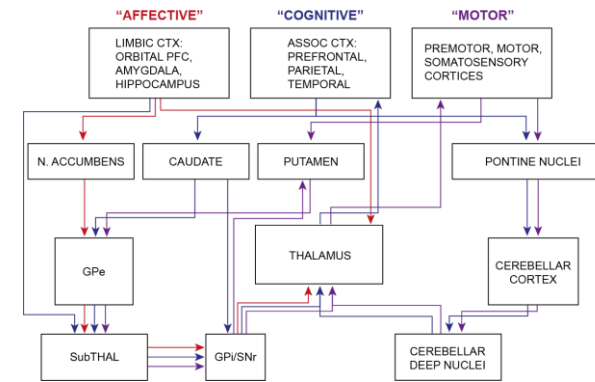 “AFFECTIVE”
“COGNITIVE”
“MOTOR”
LIMBIC CTX:
ORBITAL PFC,
AMYGDALA,
HIPPOCAMPUS
ASSOC CTX:
PREFRONTAL,
PARIETAL,
TEMPORAL
PREMOTOR, MOTOR,
SOMATOSENSORY
CORTICES
N. ACCUMBENS
CAUDATE
PUTAMEN
PONTINE NUCLEI
GPe
THALAMUS
CEREBELLAR
CORTEX
SubTHAL
GPi/SNr
CEREBELLAR
DEEP NUCLEI